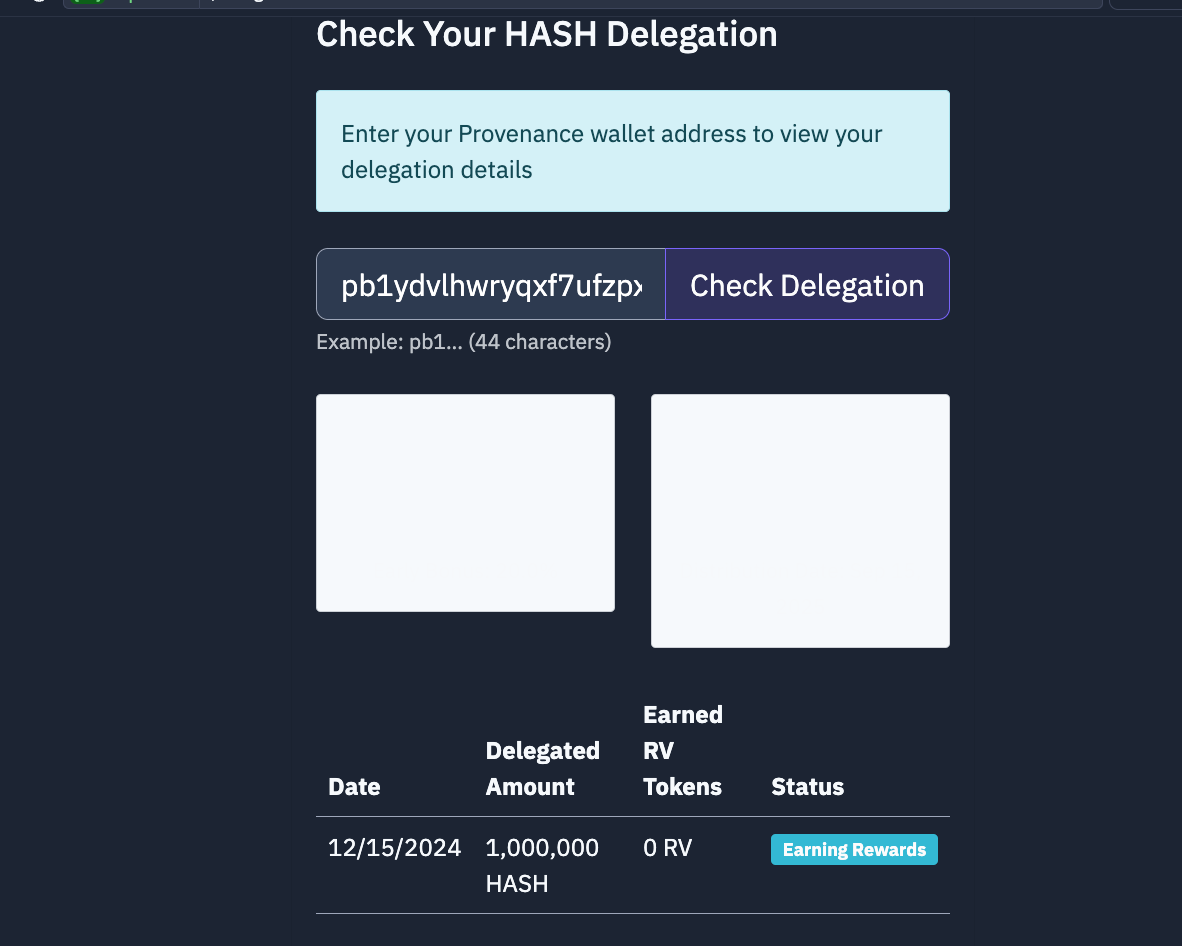 Check Your HASH Delegation
Enter your Provenance wallet address to view your
delegation details
pb1ydvlhwryqxf7ufzpx
Check Delegation
Example: pb1... (44 characters)
Date
Delegated
Amount
Earned
RV
Tokens
Status
12/15/2024
1,000,000
HASH
0 RV
Earning Rewards